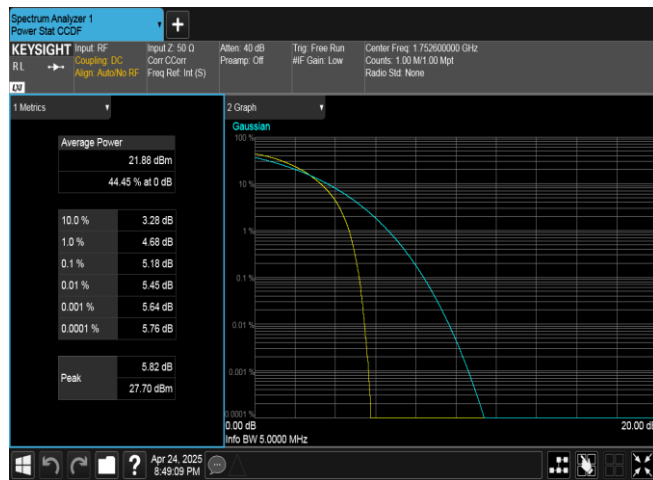 Spectrum Analyzer 1
Power Stat CCDF
+
KEYSIGHT
RL
LXI
Input: RF
Coupling: DC
Align: Auto/No RF
Input Z: 50 Ω
Corr CCorr
Freq Ref: Int (S)
Atten: 40 dB
Preamp: Off
Trig: Free Run
#IF Gain: Low
Center Freq: 1.752600000 GHz
Counts: 1.00 M/1.00 Mpt
Radio Std: None
1 Metrics
Average Power
21.88 dBm
44.45 % at 0 dB
10.0 % 3.28 dB
1.0 % 4.68 dB
0.1 % 5.18 dB
0.01 % 5.45 dB
0.001 % 5.64 dB
0.0001 % 5.76 dB
Peak
5.82 dB
27.70 dBm
2 Graph
Gaussian
100 %
10 %
1 %
0.1 %
0.01 %
0.001 %
0.0001 %
0.00 dB 20.00 dB
Info BW 5.0000 MHz
?
Apr 24, 2025
8:49:09 PM